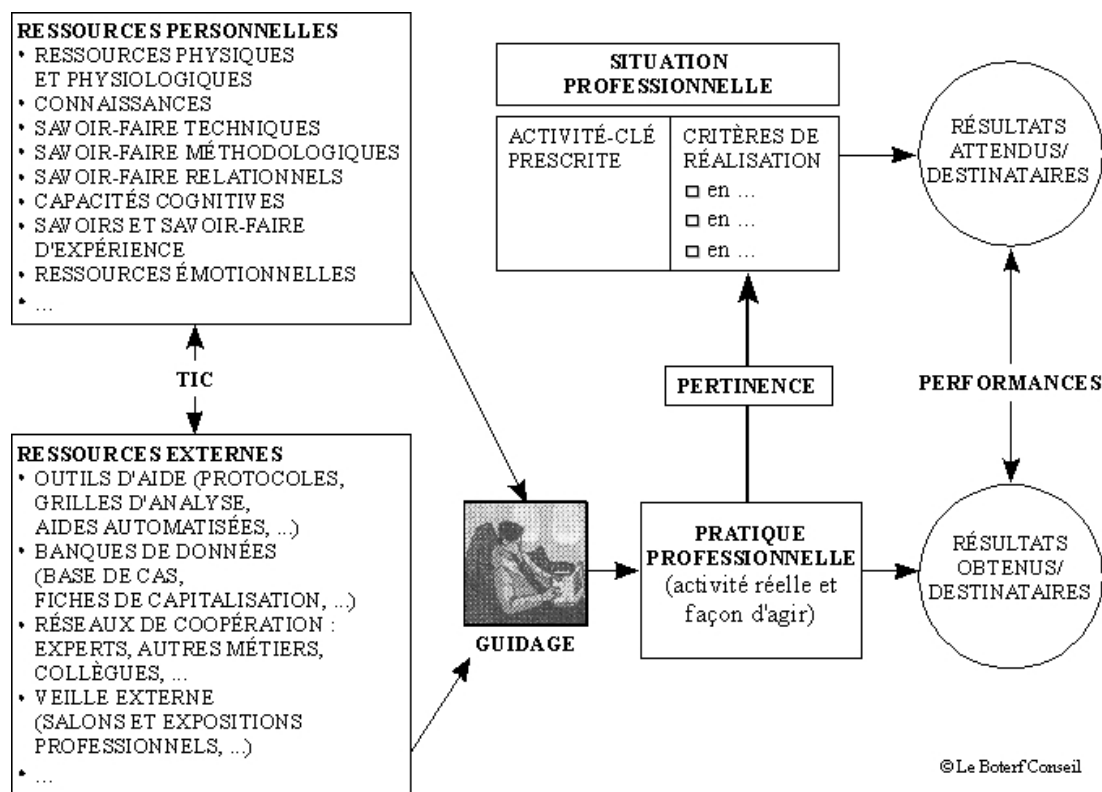 RESSOURCES PERSONNELLES
• RESSOURCES PHYSIQUES
ET PHYSIOLOGIQUES
• CONNAISSANCES
• SAVOIR-FAIRE TECHNIQUES
• SAVOIR-FAIRE MÉTHODOLOGIQUES
• SAVOIR-FAIRE RELATIONNELS
• CAPACITÉS COGNITIVES
• SAVOIRS ET SAVOIR-FAIRE
D'EXPÉRIENCE
• RESSOURCES ÉMOTIONNELLES
• ...
TIC
RESSOURCES EXTERNES
• OUTILS D'AIDE (PROTOCOLES,
GRILLES D'ANALYSE,
AIDES AUTOMATISÉES, ...)
• BANQUES DE DONNÉES
(BASE DE CAS,
FICHES DE CAPITALISATION, ...)
• RÉSEAUX DE COOPÉRATION :
EXPERTS, AUTRES MÉTIERS,
COLLÈGUES, ...
• VEILLE EXTERNE
(SALONS ET EXPOSITIONS
PROFESSIONNELS, ...)
• ...
GUIDAGE
SITUATION
PROFESSIONNELLE
ACTIVITÉ-CLÉ
PRESCRITE
CRITÈRES DE
RÉALISATION
en ...
en ...
en ...
PERTINENCE
PRATIQUE
PROFESSIONNELLE
(activité réelle et
façon d'agir)
RÉSULTATS
ATTENDUS/
DESTINATAIRES
PERFORMANCES
RÉSULTATS
OBTENUS/
DESTINATAIRES
© Le Boterf Conseil